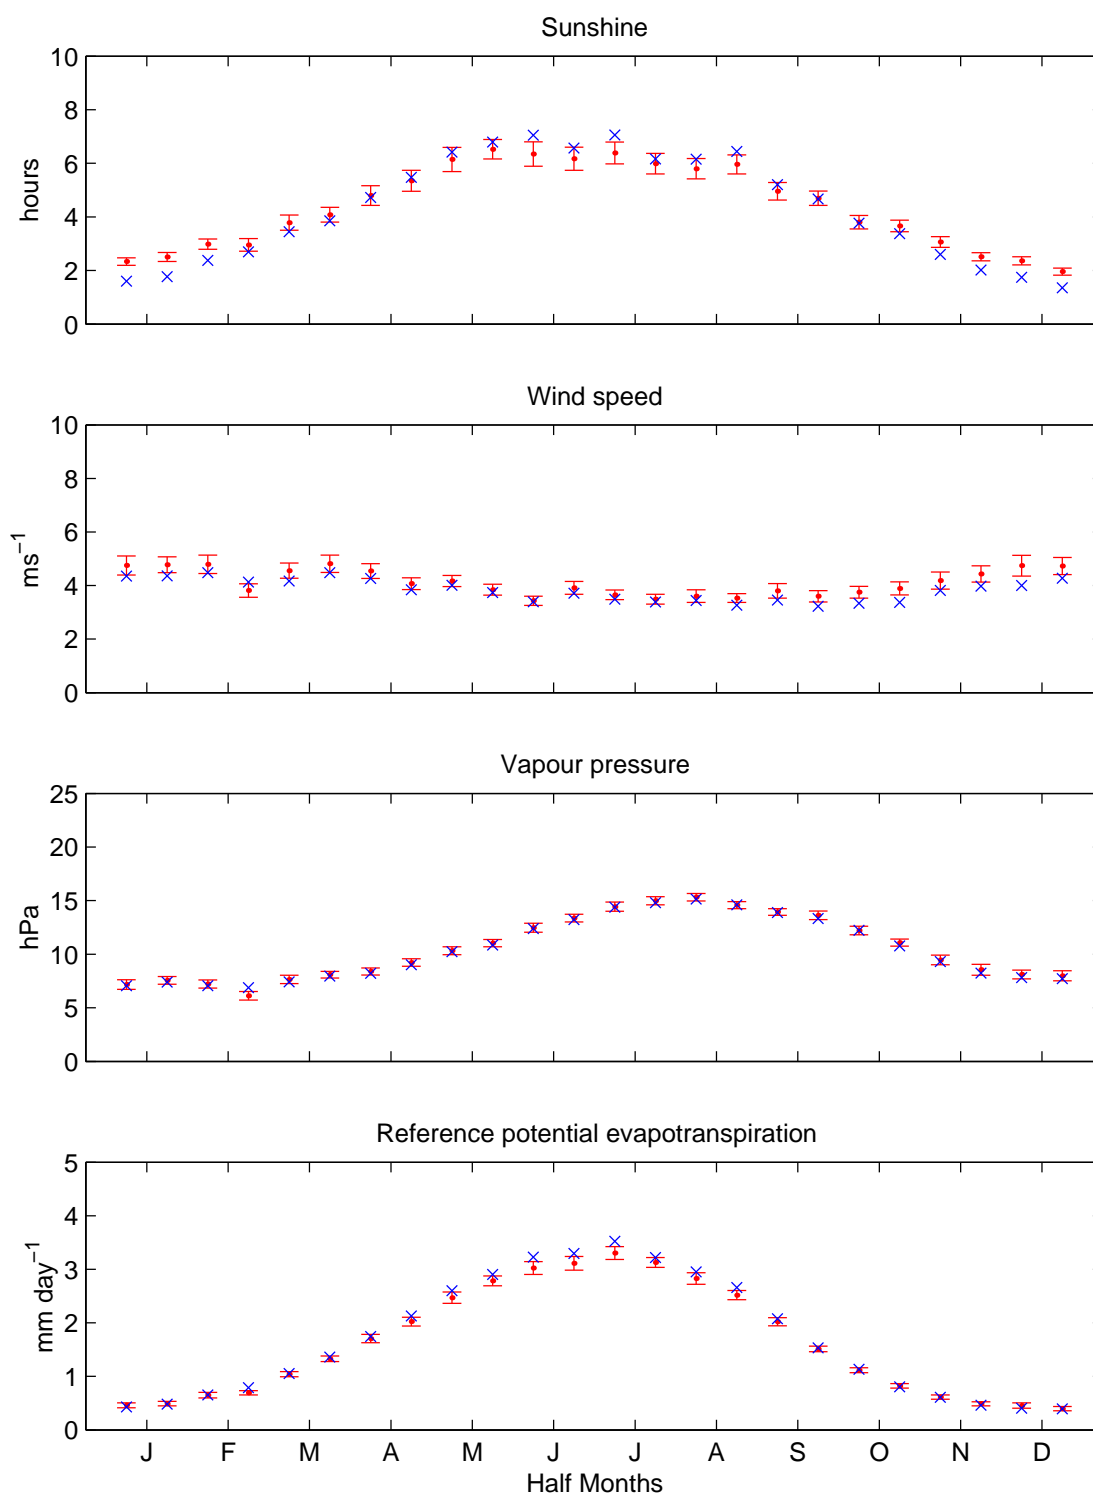 Sunshine
10
8
6
4
2
0
hours
Wind speed
10
8
6
4
2
0
ms−1
Vapour pressure
25
20
15
10
5
0
hPa
Reference potential evapotranspiration
5
4
3
2
1
0
mm day−1
J F M A M J J A S O N D
Half Months